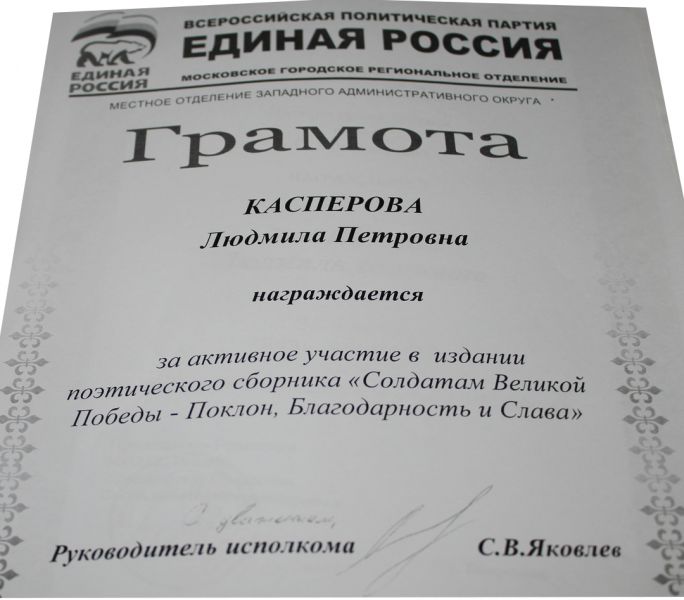 ВСЕРОССИЙСКАЯ ПОЛИТИЧЕСКАЯ ПАРТИЯ
ЕДИНАЯ РОССИЯ
МОСКОВСКОЕ ГОРОДСКОЕ РЕГИОНАЛЬНОЕ ОТДЕЛЕНИЕ
ЕДИНАЯ
РОССИЯ
МЕСТНОЕ ОТДЕЛЕНИЕ ЗАПАДНОГО АДМИНИСТРАТИВНОГО ОКРУГА
Грамота
КАСПЕРОВА
Людмила Петровна
награждается
за активное участие в издании
поэтического сборника «Солдатам Великой
Победы - Поклон, Благодарность и Слава»
С уважением,
Руководитель исполкома С.В.Яковлев